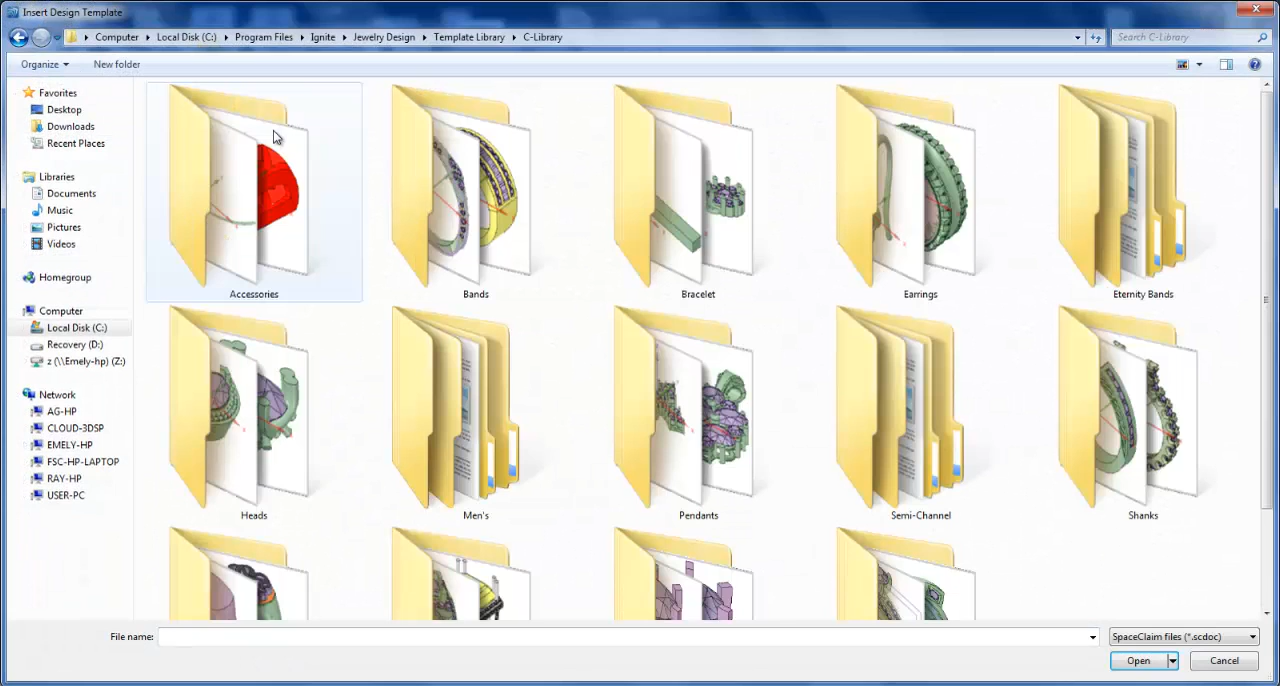 Insert Design Template
Computer Local Disk (C:) Program Files Ignite Jewelry Design Template Library C-Library
Search C-Library
Organize New folder
Favorites
Desktop
Downloads
Recent Places
Libraries
Documents
Music
Pictures
Videos
Homegroup
Computer
Local Disk (C:)
Recovery (D:)
z (\\Emely-hp) (Z:)
Network
AG-HP
CLOUD-3DSP
EMELY-HP
FSC-HP-LAPTOP
RAY-HP
USER-PC
Accessories Bands Bracelet Earrings Eternity Bands
Heads Men's Pendants Semi-Channel Shanks
File name: SpaceClaim files (*.scdoc)
Open Cancel